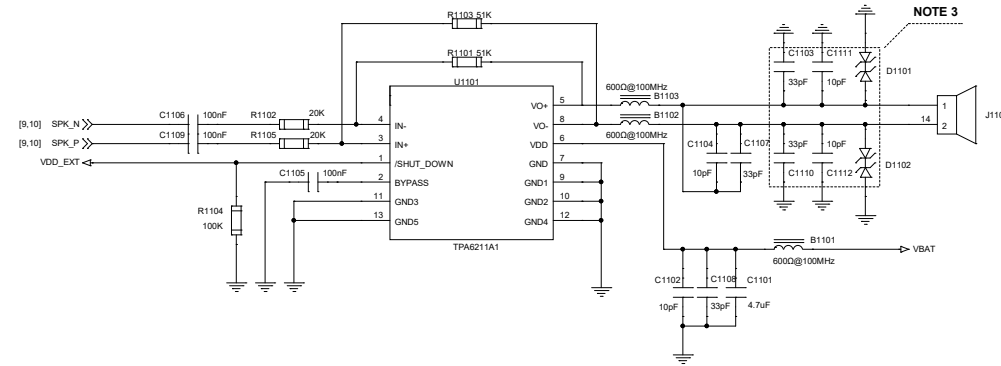 R1103 51K
NOTE 3
R1101 51K
C1103
C1111
U1101
33pF
10pF
D1101
600Ω@100MHz
B1103
C1106
100nF
R1102
20K
5
VO+
1
[9,10] SPK_N
4
IN-
8
VO-
B1102
14
2
[9,10] SPK_P
C1109
100nF
R1105
20K
3
IN+
6
VDD
600Ω@100MHz
VDD_EXT
1
/SHUT_DOWN
7
GND
C1104
C1107
33pF
10pF
C1105
100nF
2
BYPASS
9
GND1
10pF
33pF
C1110
C1112
D1102
R1104
11
GND3
10
GND2
100K
13
GND5
12
GND4
TPA6211A1
B1101
VBAT
600Ω@100MHz
C1102
C1108
C1101
10pF
33pF
4.7uF